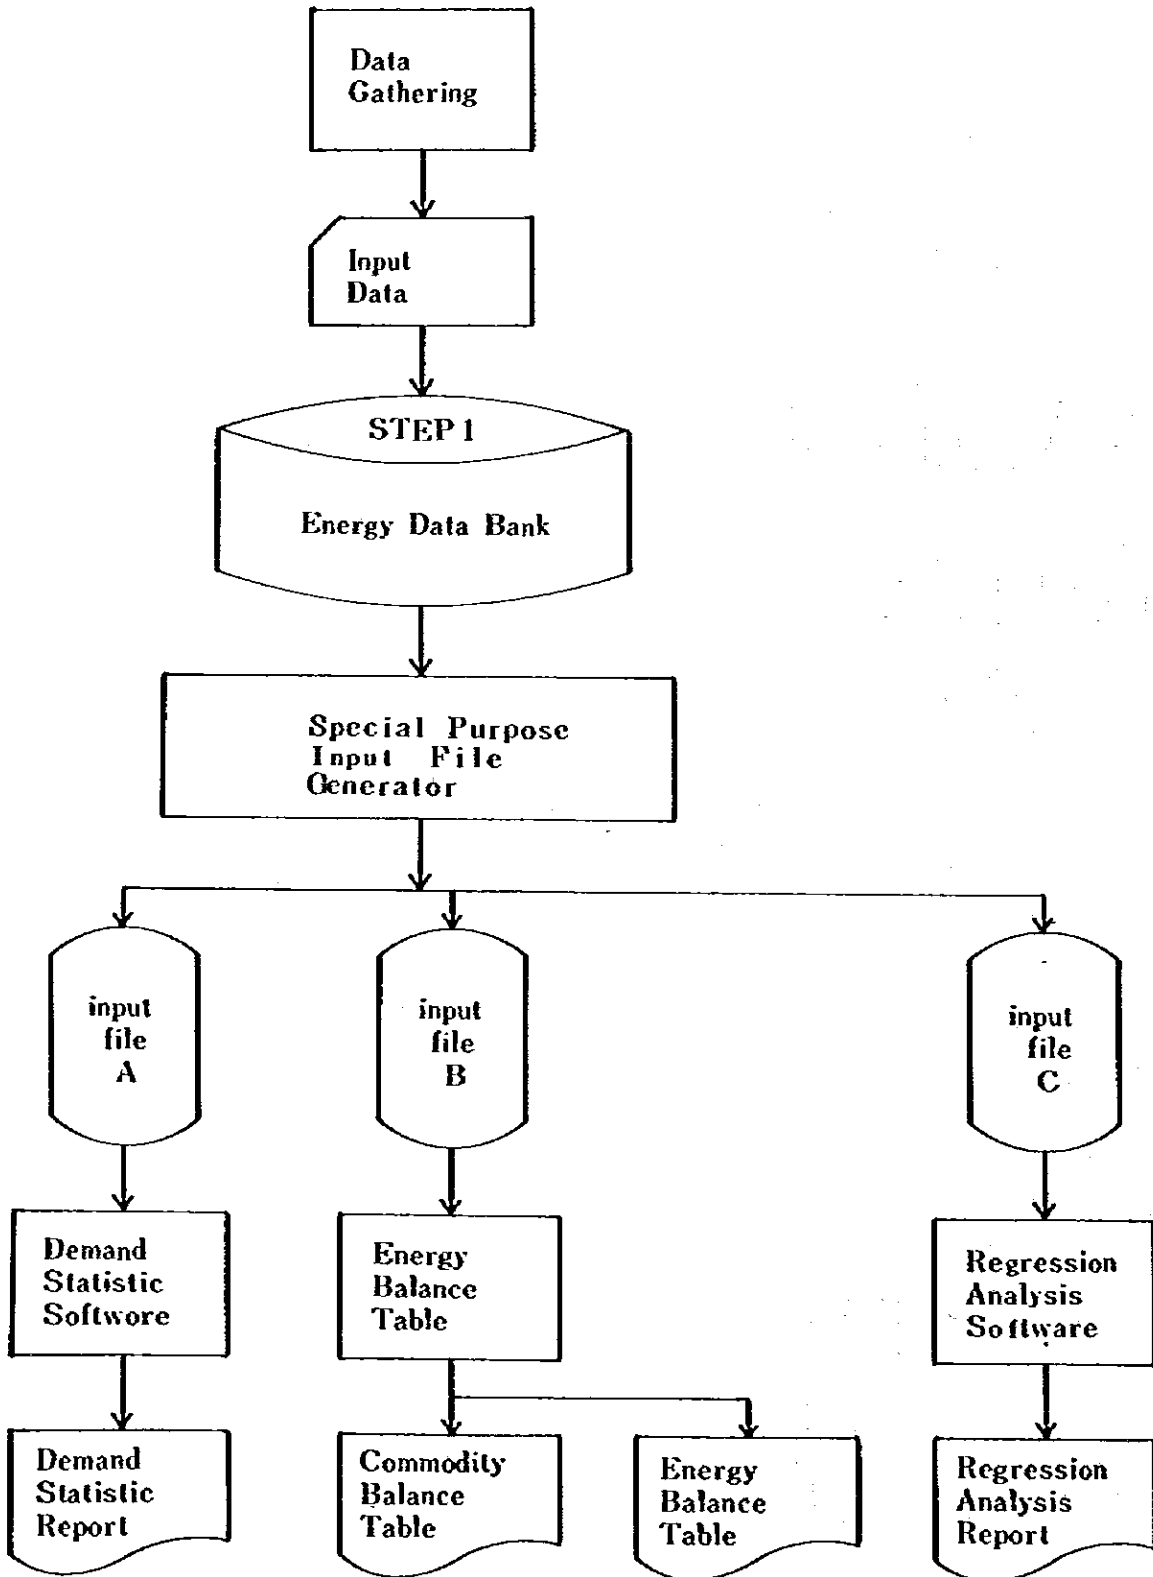 Data
Gathering
Input
Data
STEP 1
Energy Data Bank
Special Purpose
Input File
Generator
input
file
A
input
file
B
input
file
C
Demand
Statistic
Softwore
Energy
Balance
Table
Regression
Analysis
Software
Demand
Statistic
Report
Commodity
Balance
Table
Energy
Balance
Table
Regression
Analysis
Report